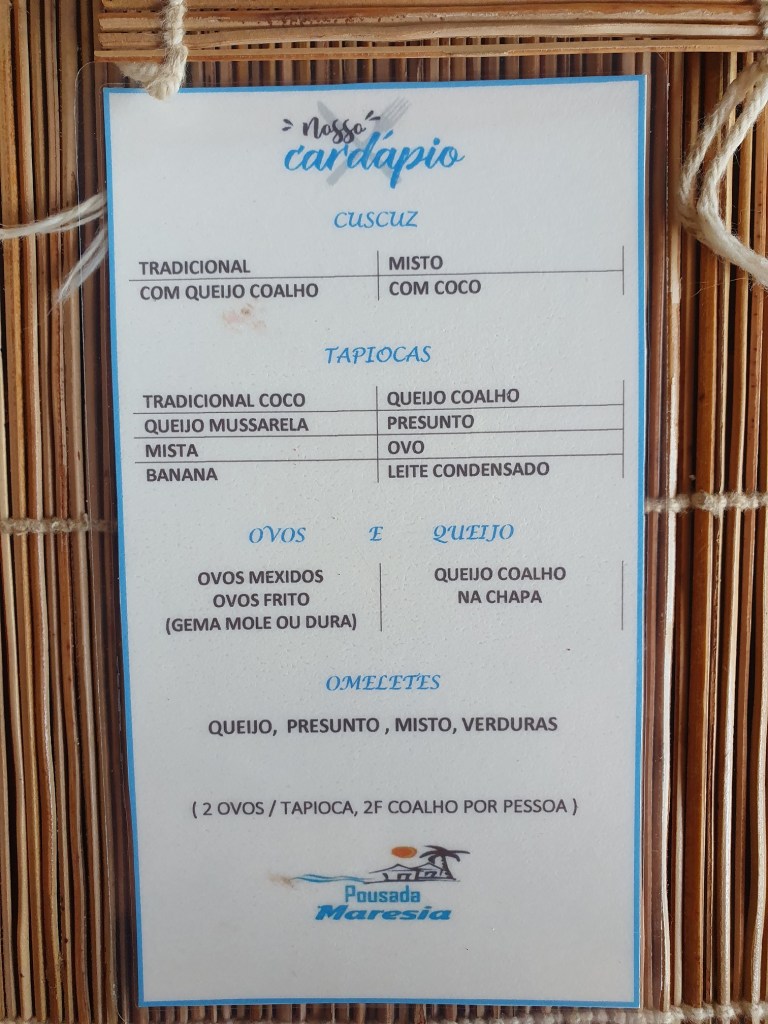 Nosso
cardápio
CUSCUZ
TRADICIONAL MISTO
COM QUEIJO COALHO COM COCO
TAPIOCAS
TRADICIONAL COCO QUEIJO COALHO
QUEIJO MUSSARELA PRESUNTO
MISTA OVO
BANANA LEITE CONDENSADO
OVOS E QUEIJO
OVOS MEXIDOS
OVOS FRITO
(GEMA MOLE OU DURA)
QUEIJO COALHO
NA CHAPA
OMELETES
QUEIJO, PRESUNTO , MISTO, VERDURAS
( 2 OVOS / TAPIOCA, 2F COALHO POR PESSOA )
Pousada
Maresia